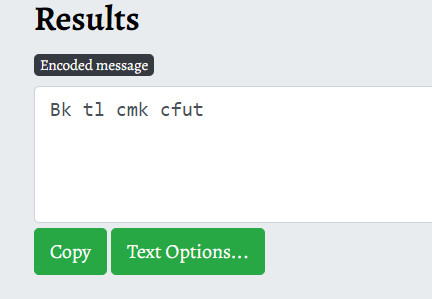 Results
Encoded message
Bk tl cmk cfut
Copy
Text Options...